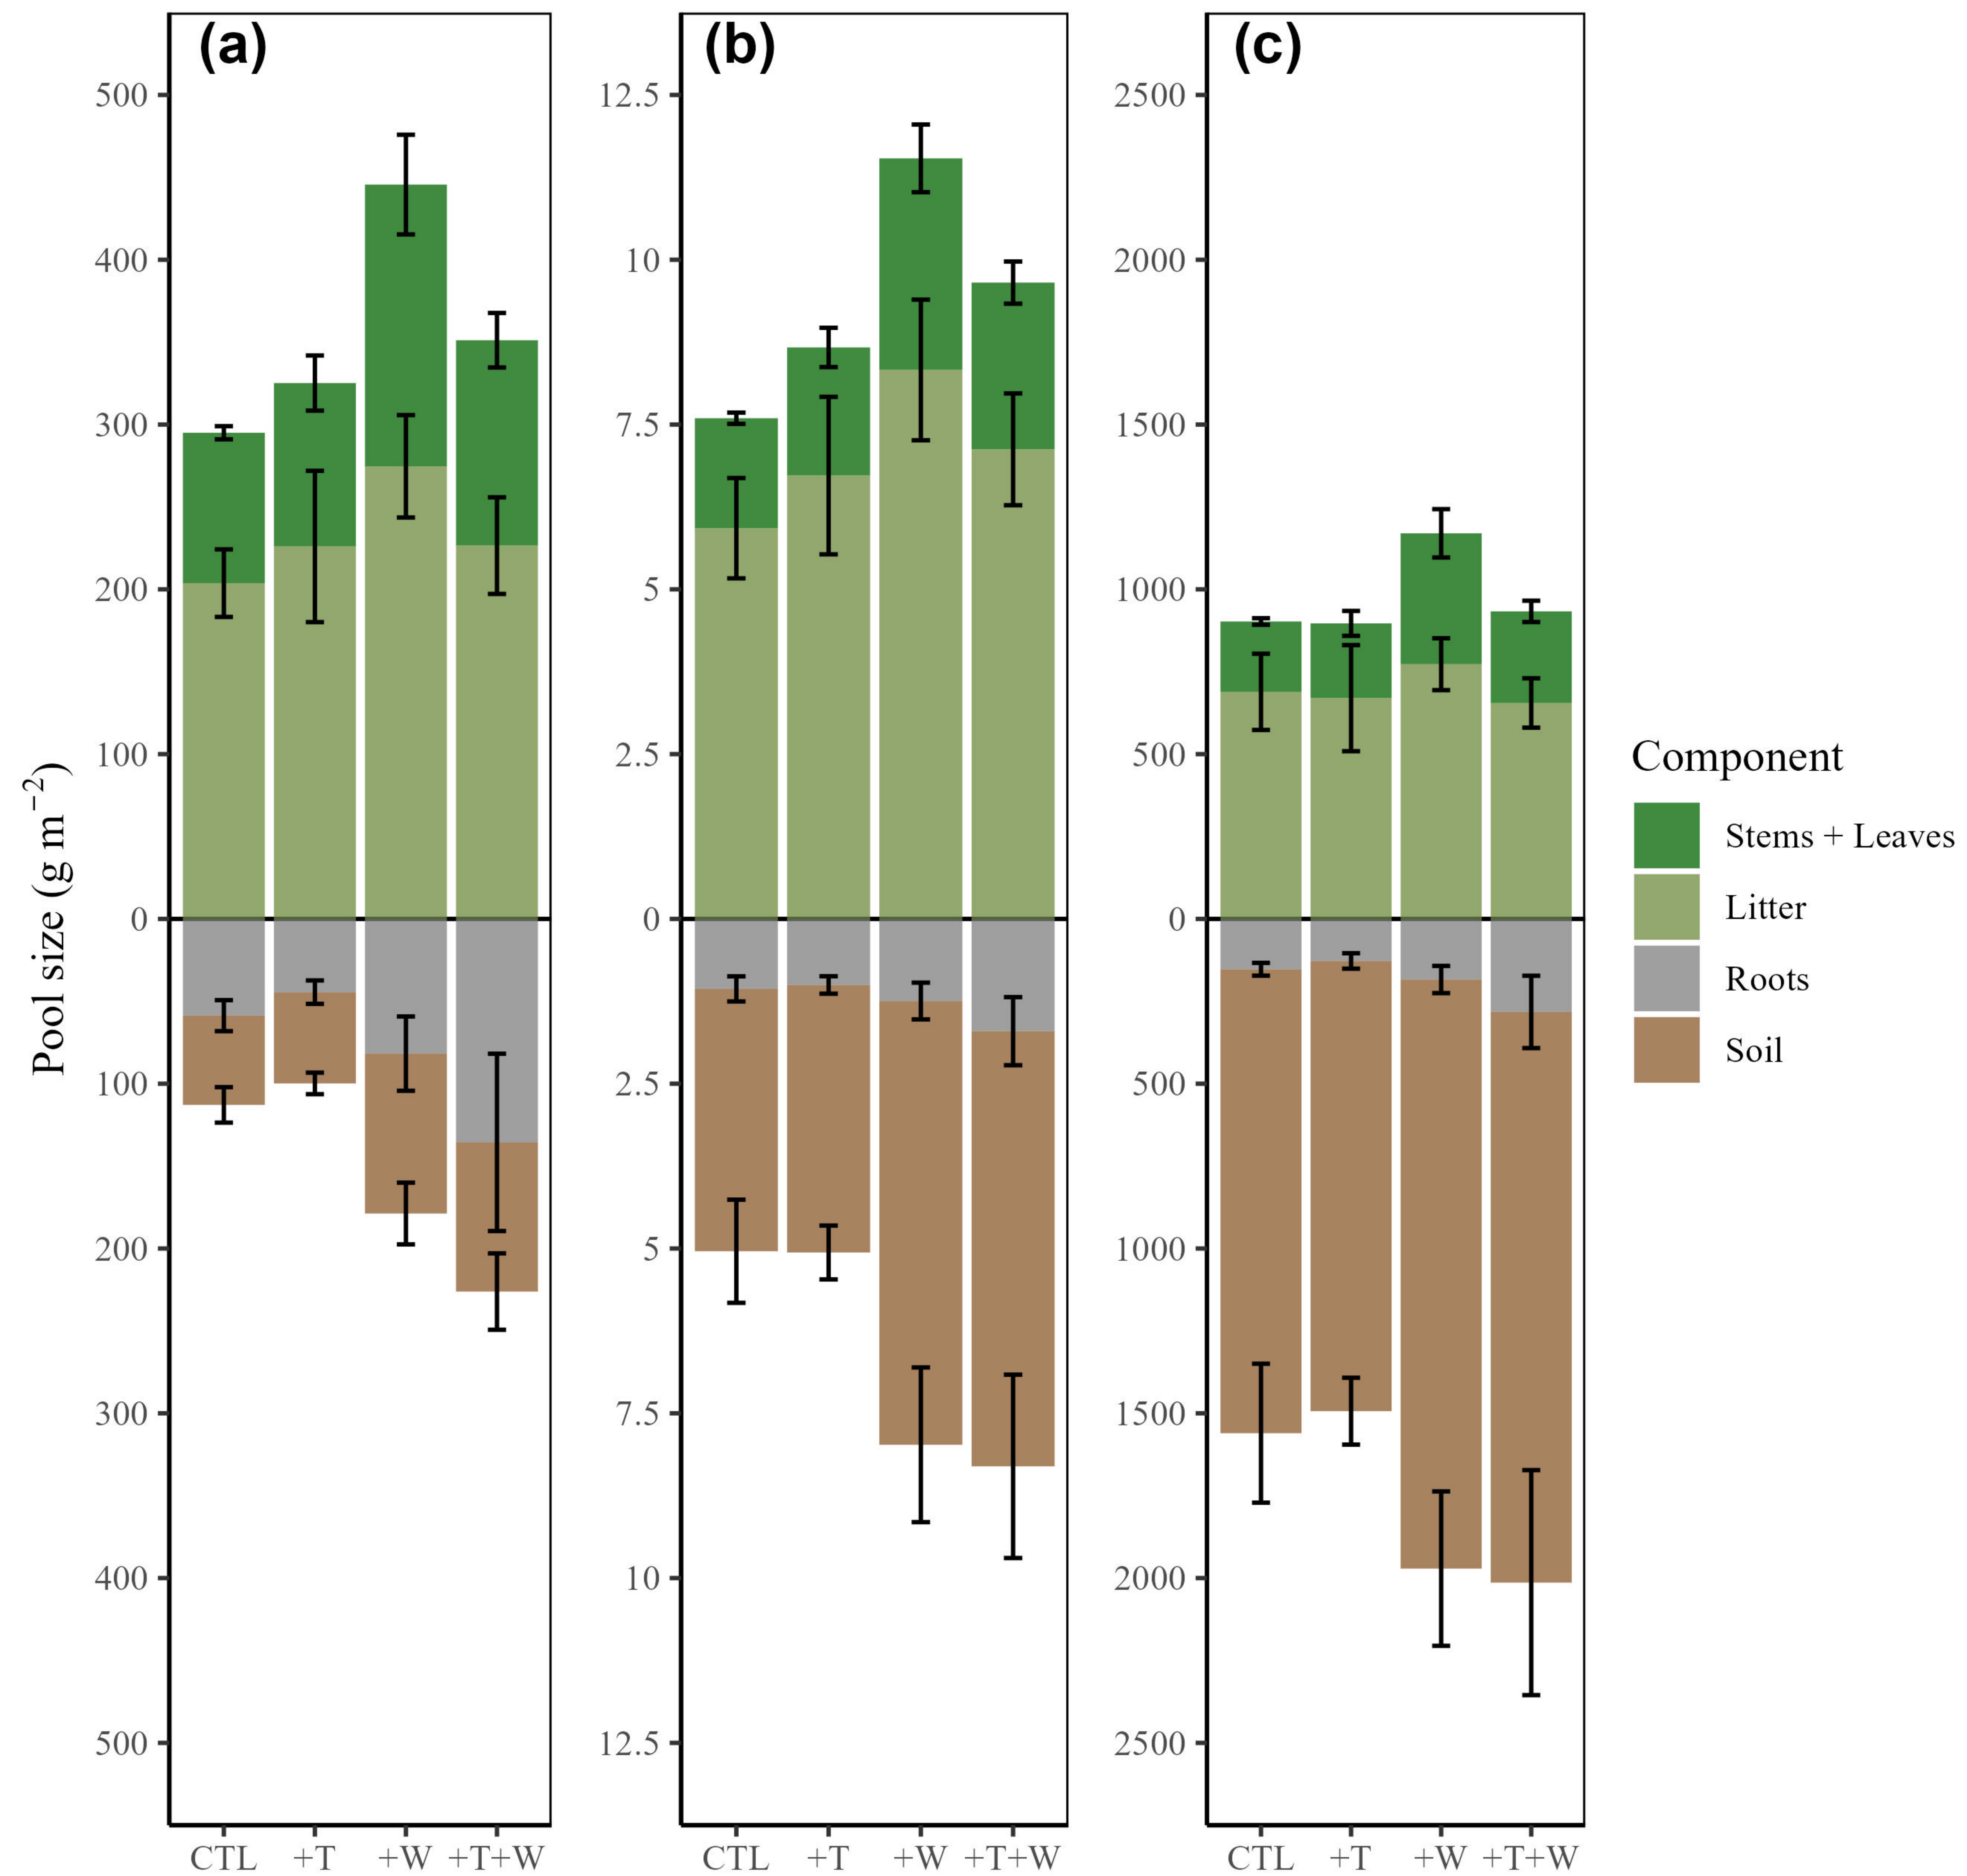 (a)
(b)
(c)
Pool size (g m −2)
500
400
300
200
100
0
100
200
300
400
500
CTL +T +W +T+W
12.5
10
7.5
5
2.5
0
2.5
5
7.5
10
12.5
CTL +T +W +T+W
2500
2000
1500
1000
500
0
500
1000
1500
2000
2500
CTL +T +W +T+W
Component
Stems + Leaves
Litter
Roots
Soil